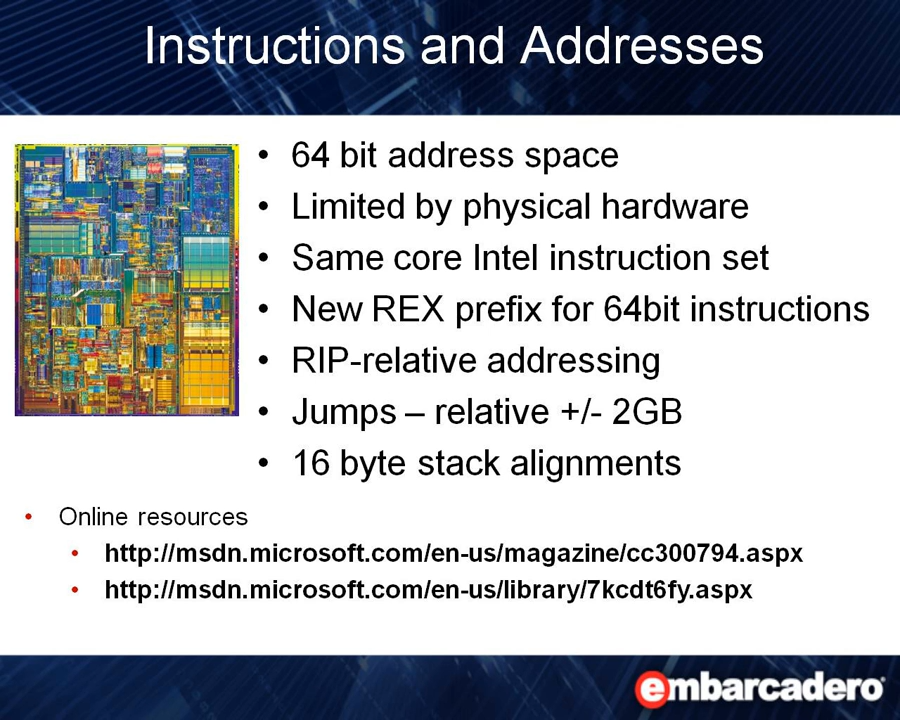 Instructions and Addresses
• 64 bit address space
• Limited by physical hardware
• Same core Intel instruction set
• New REX prefix for 64bit instructions
• RIP-relative addressing
• Jumps – relative +/- 2GB
• 16 byte stack alignments
• Online resources
• http://msdn.microsoft.com/en-us/magazine/cc300794.aspx
• http://msdn.microsoft.com/en-us/library/7kcdt6fy.aspx
embarcadero®